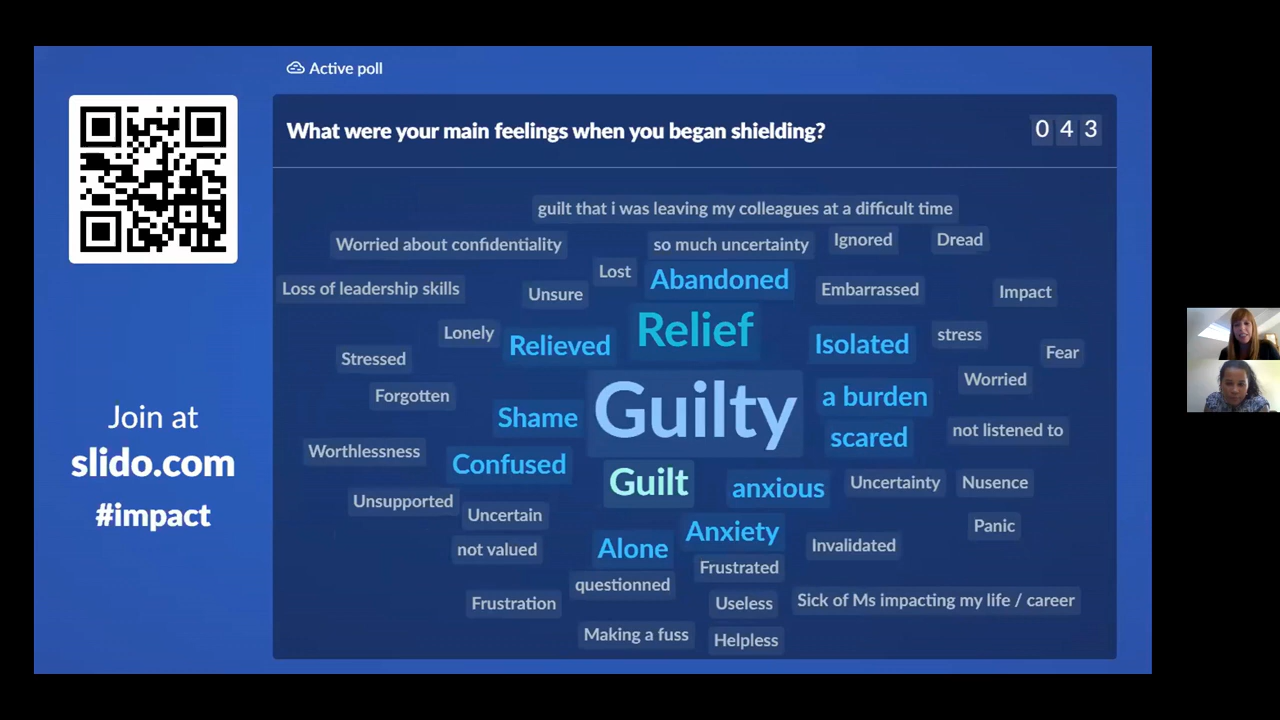 Active poll
What were your main feelings when you began shielding?
043
guilt that i was leaving my colleagues at a difficult time
Worried about confidentiality
so much uncertainty
Ignored
Dread
Lost
Abandoned
Loss of leadership skills
Unsure
Embarrassed
Impact
Lonely
Relieved
Relief
Isolated
stress
Stressed
Fear
Forgotten
Worried
Shame
Guilty
a burden
scared
not listened to
Worthlessness
Confused
Guilt
anxious
Uncertainty
Nusence
Unsupported
Uncertain
Anxiety
Panic
not valued
Alone
Invalidated
Frustrated
questionned
Frustration
Useless
Sick of Ms impacting my life / career
Making a fuss
Helpless
Join at
slido.com
#impact